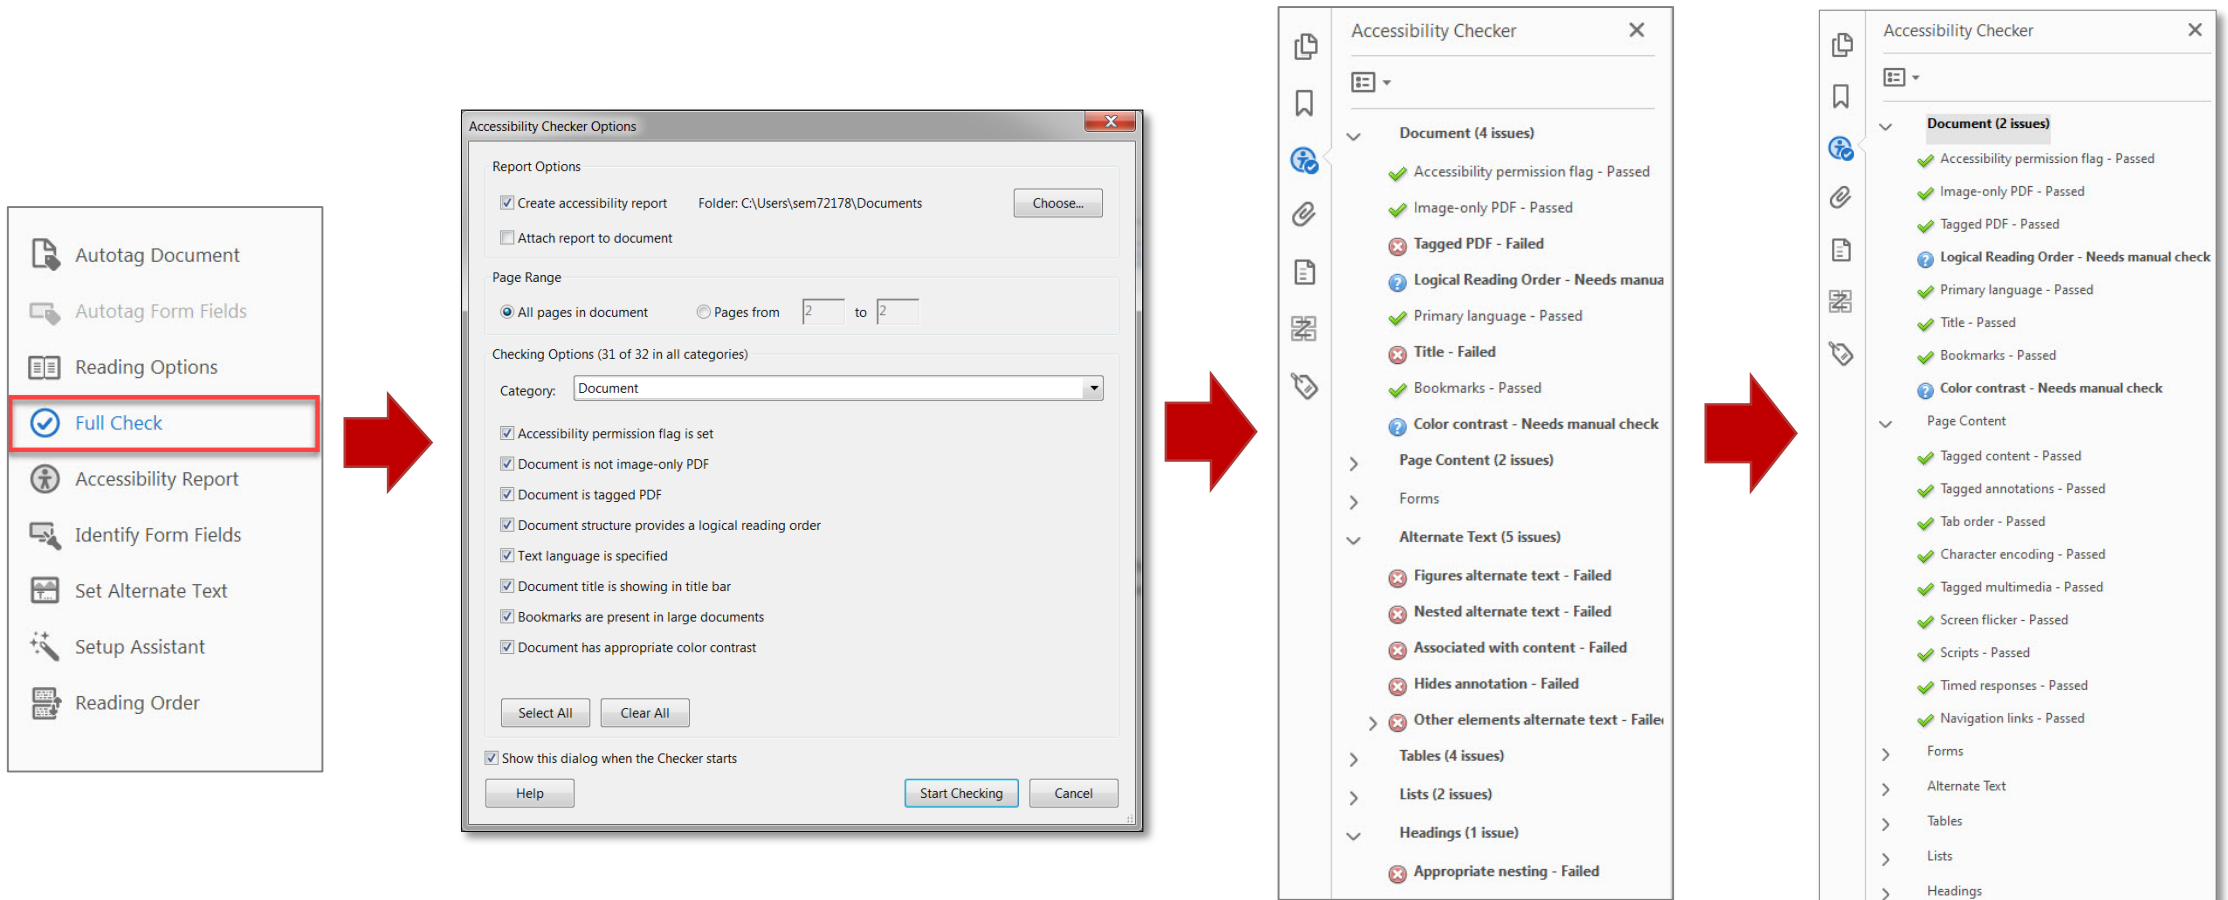 Autotag Document
Autotag Form Fields
Reading Options
Full Check
Accessibility Report
Identify Form Fields
Set Alternate Text
Setup Assistant
Reading Order
Accessibility Checker Options
Report Options
Create accessibility report Folder: C:\Users\sem72178\Documents Choose...
Attach report to document
Page Range
All pages in document Pages from 2 to 2
Checking Options (31 of 32 in all categories)
Category: Document
Accessibility permission flag is set
Document is not image-only PDF
Document is tagged PDF
Document structure provides a logical reading order
Text language is specified
Document title is showing in title bar
Bookmarks are present in large documents
Document has appropriate color contrast
Select All Clear All
Show this dialog when the Checker starts
Help Start Checking Cancel
Accessibility Checker
Document (4 issues)
Accessibility permission flag - Passed
Image-only PDF - Passed
Tagged PDF - Failed
Logical Reading Order - Needs manua
Primary language - Passed
Title - Failed
Bookmarks - Passed
Color contrast - Needs manual check
Page Content (2 issues)
Forms
Alternate Text (5 issues)
Figures alternate text - Failed
Nested alternate text - Failed
Associated with content - Failed
Hides annotation - Failed
Other elements alternate text - Faile
Tables (4 issues)
Lists (2 issues)
Headings (1 issue)
Appropriate nesting - Failed
Accessibility Checker
Document (2 issues)
Accessibility permission flag - Passed
Image-only PDF - Passed
Tagged PDF - Passed
Logical Reading Order - Needs manual check
Primary language - Passed
Title - Passed
Bookmarks - Passed
Color contrast - Needs manual check
Page Content
Tagged content - Passed
Tagged annotations - Passed
Tab order - Passed
Character encoding - Passed
Tagged multimedia - Passed
Screen flicker - Passed
Scripts - Passed
Timed responses - Passed
Navigation links - Passed
Forms
Alternate Text
Tables
Lists
Headings